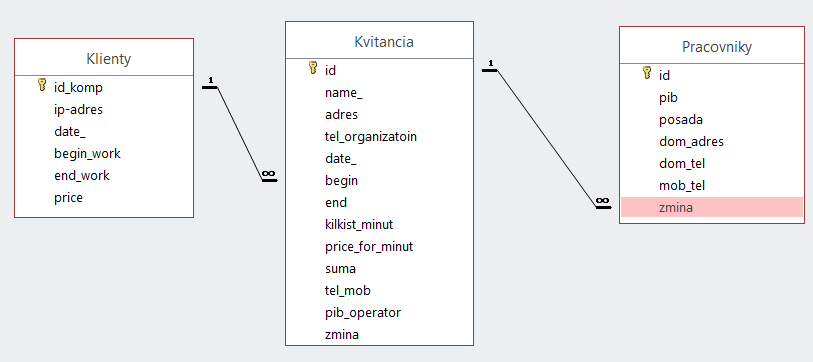 Klienty
id_komp
ip-adres
date_
begin_work
end_work
price
1
∞
Kvitancia
id
name_
adres
tel_organizatoin
date_
begin
end
kilkist_minut
price_for_minut
suma
tel_mob
pib_operator
zmina
1
∞
Pracovniky
id
pib
posada
dom_adres
dom_tel
mob_tel
zmina